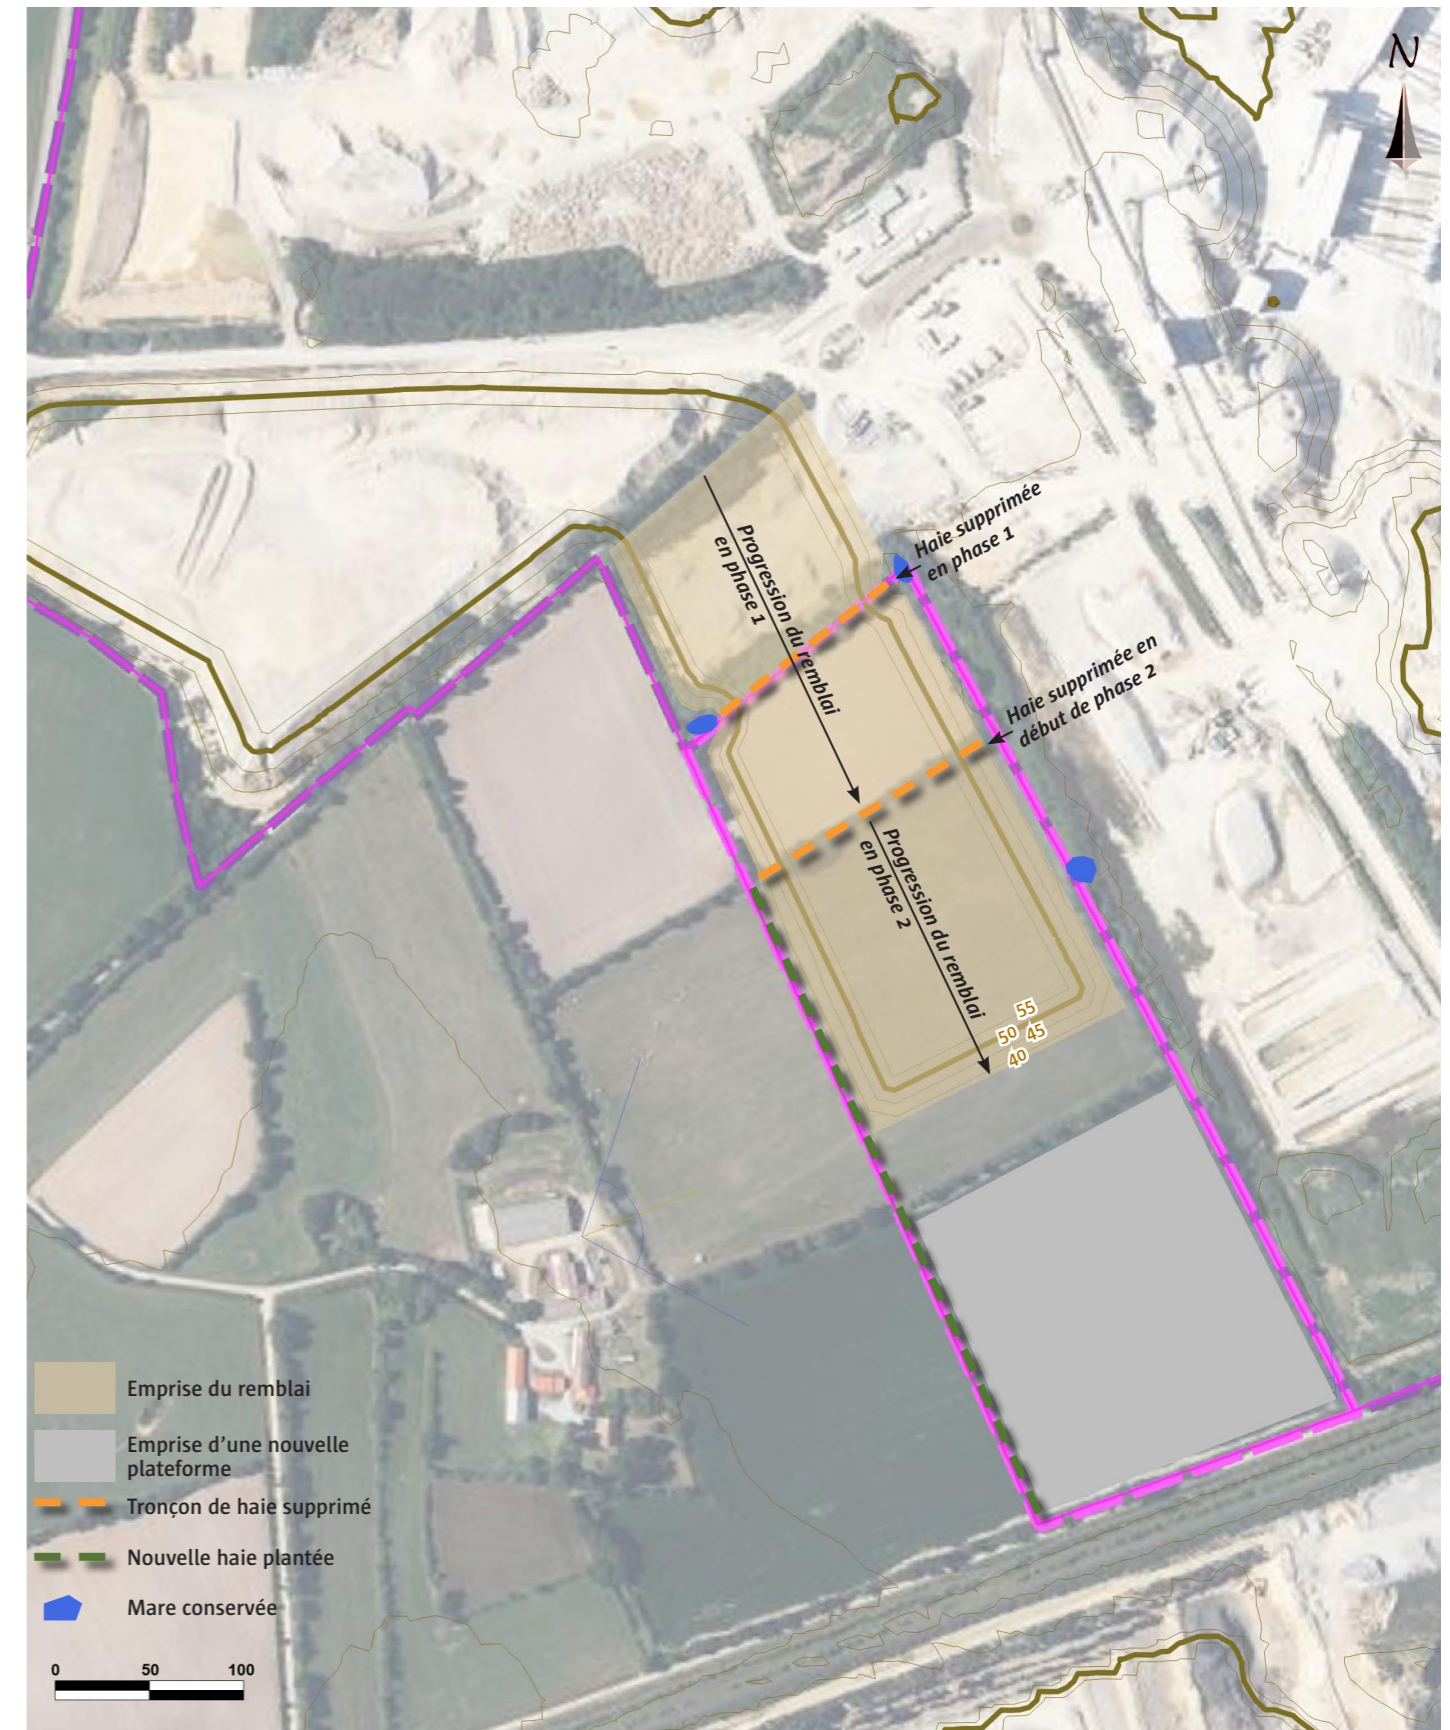 N
Haie supprimée
en phase 1
Progression du remblai
en phase 1
Haie supprimée en
début de phase 2
Progression du remblai
en phase 2
55
50 45
40
Emprise du remblai
Emprise d'une nouvelle
plateforme
Tronçon de haie supprimé
Nouvelle haie plantée
Mare conservée
0 50 100